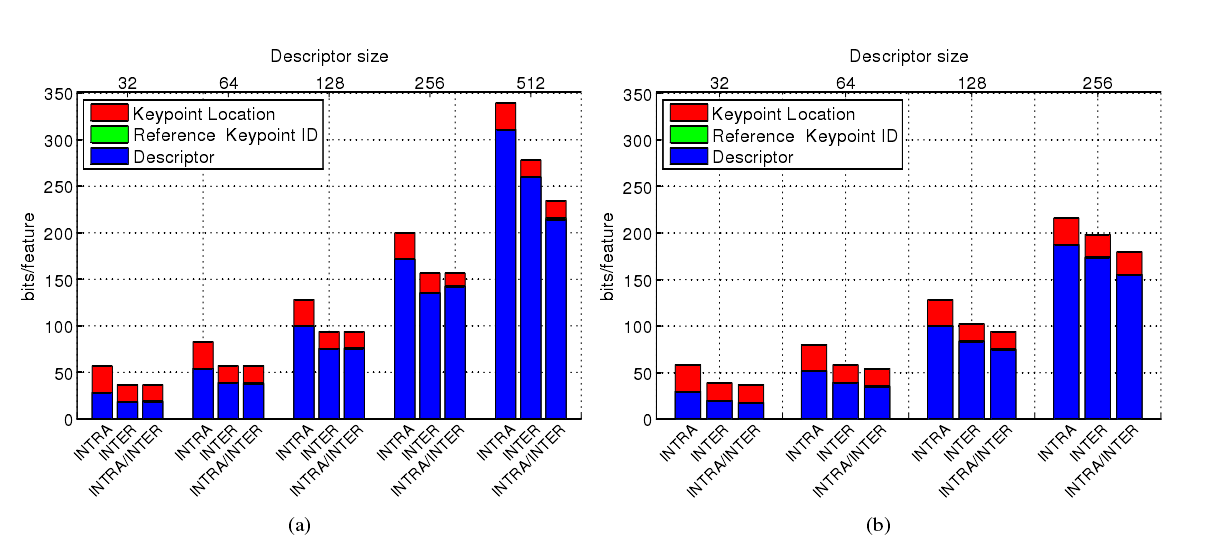 Descriptor size
32 64 128 256 512
350
300
250
200
150
100
50
0
bits/feature
Keypoint Location
Reference Keypoint ID
Descriptor
INTRA INTER INTRA/INTER INTRA INTER INTRA/INTER INTRA INTER INTRA/INTER INTRA INTER INTRA/INTER INTRA INTER INTRA/INTER
(a)
Descriptor size
32 64 128 256
350
300
250
200
150
100
50
0
bits/feature
Keypoint Location
Reference Keypoint ID
Descriptor
INTRA INTER INTRA/INTER INTRA INTER INTRA/INTER INTRA INTER INTRA/INTER INTRA INTER INTRA/INTER
(b)